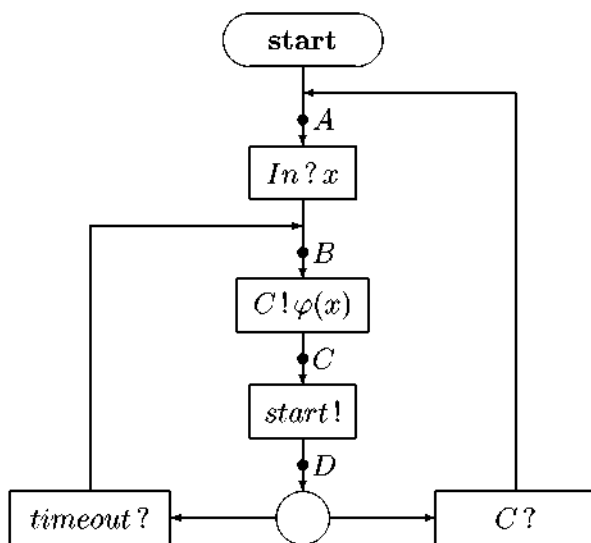 start
A
In ? x
B
C ! φ(x)
C
start !
D
timeout ?
C ?